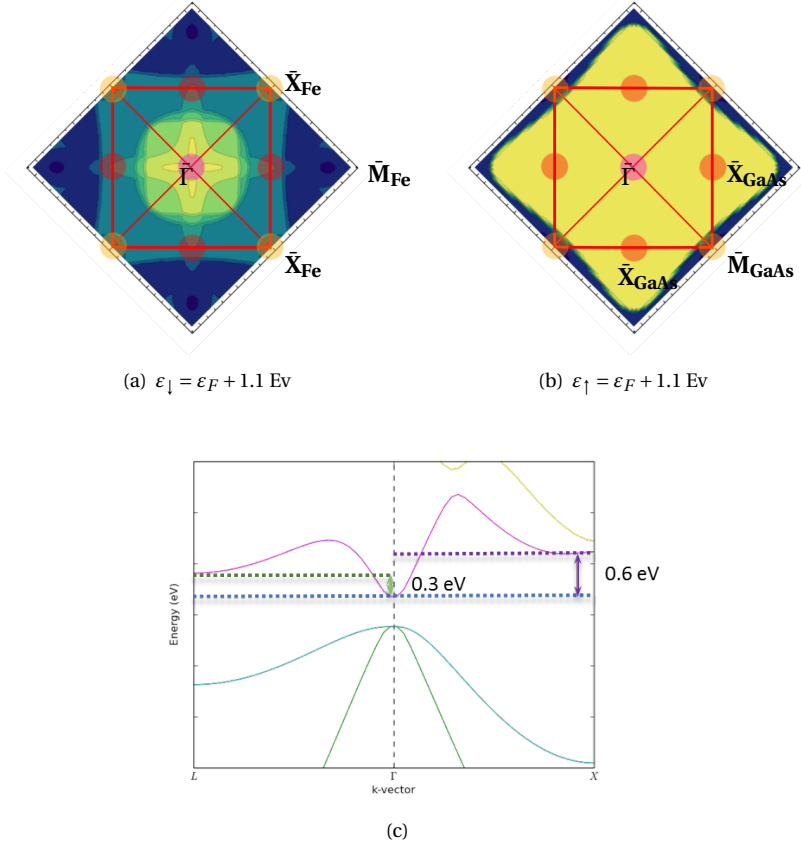 X̄Fe
Γ̄
M̄Fe
X̄Fe
Γ̄
X̄GaAs
X̄GaAs
M̄GaAs
(a) ε↓ = εF + 1.1 Ev
(b) ε↑ = εF + 1.1 Ev
Energy (eV)
0.3 eV
0.6 eV
L
Γ
X
k-vector
(c)